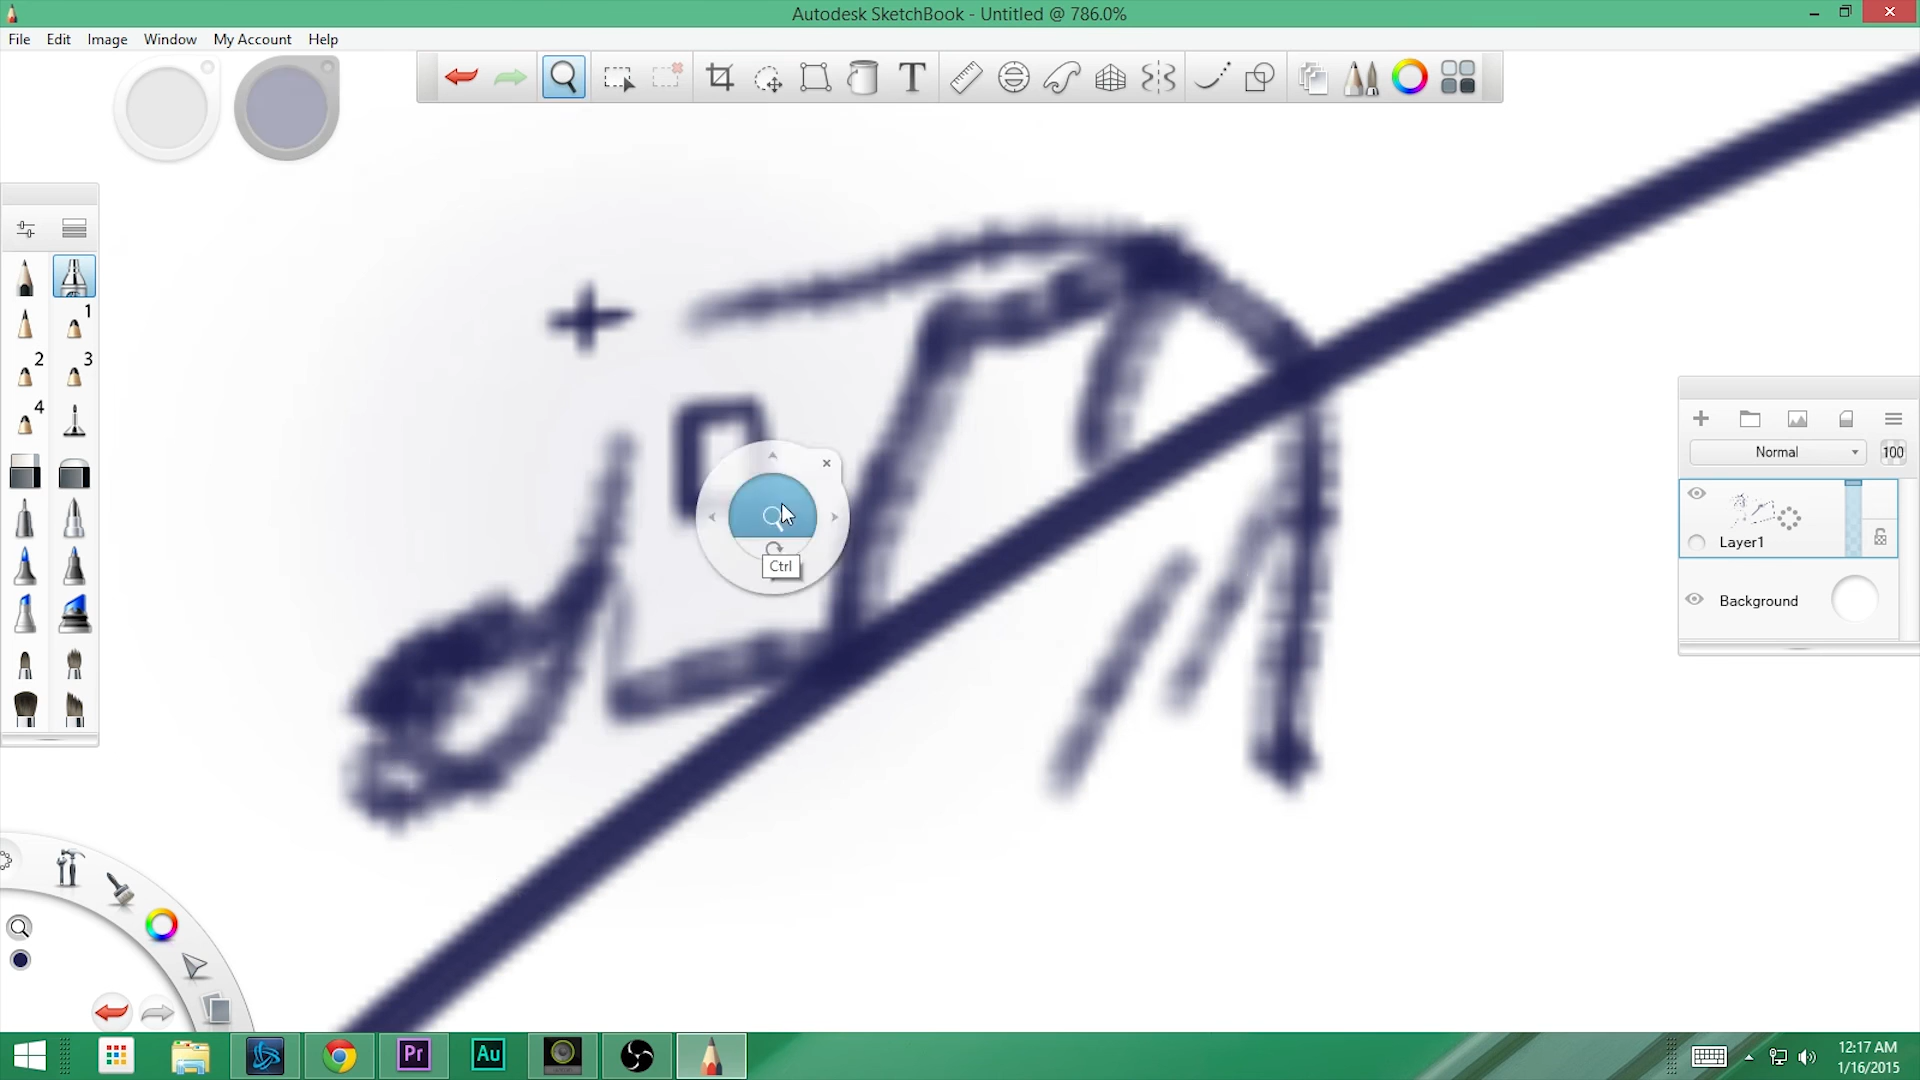 Autodesk SketchBook - Untitled @ 786.0%
File Edit Image Window My Account Help
T
1
2 3
4
Normal 100
Layer1
Background
Ctrl
Pr Au
12:17 AM
1/16/2015